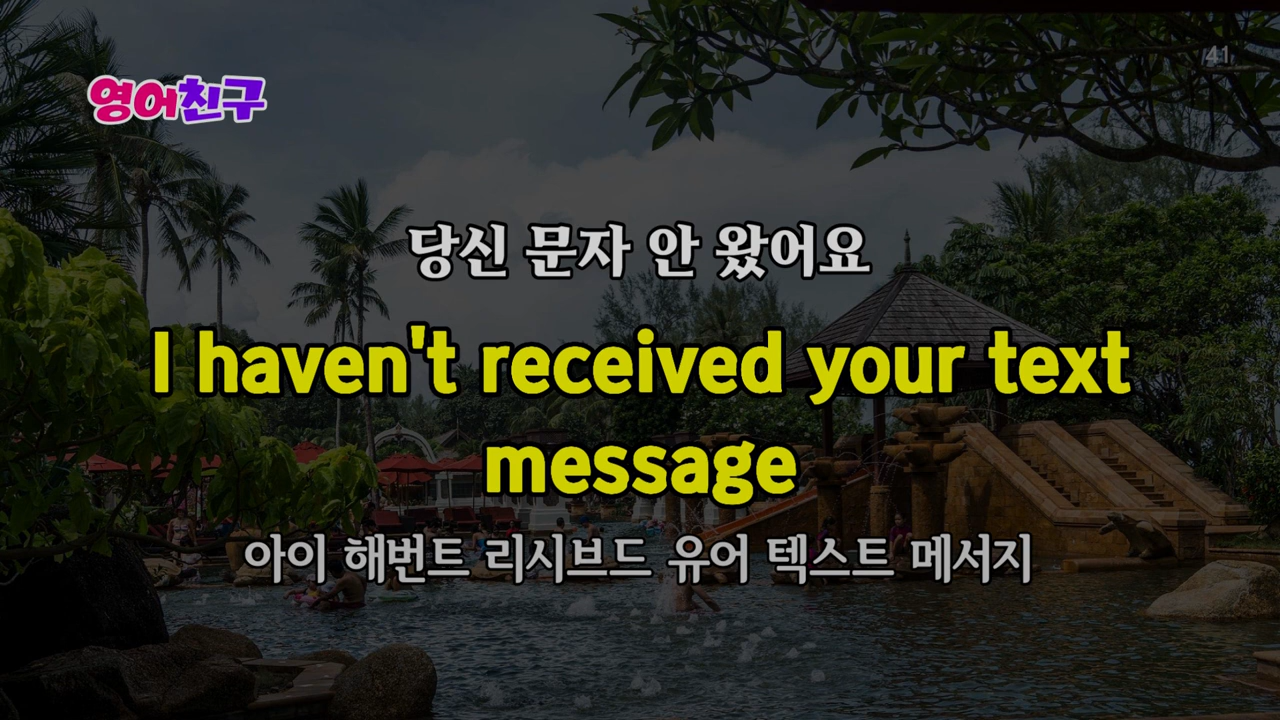 41
영어친구
당신 문자 안 왔어요
I haven't received your text
message
아이 해번트 리시브드 유어 텍스트 메서지